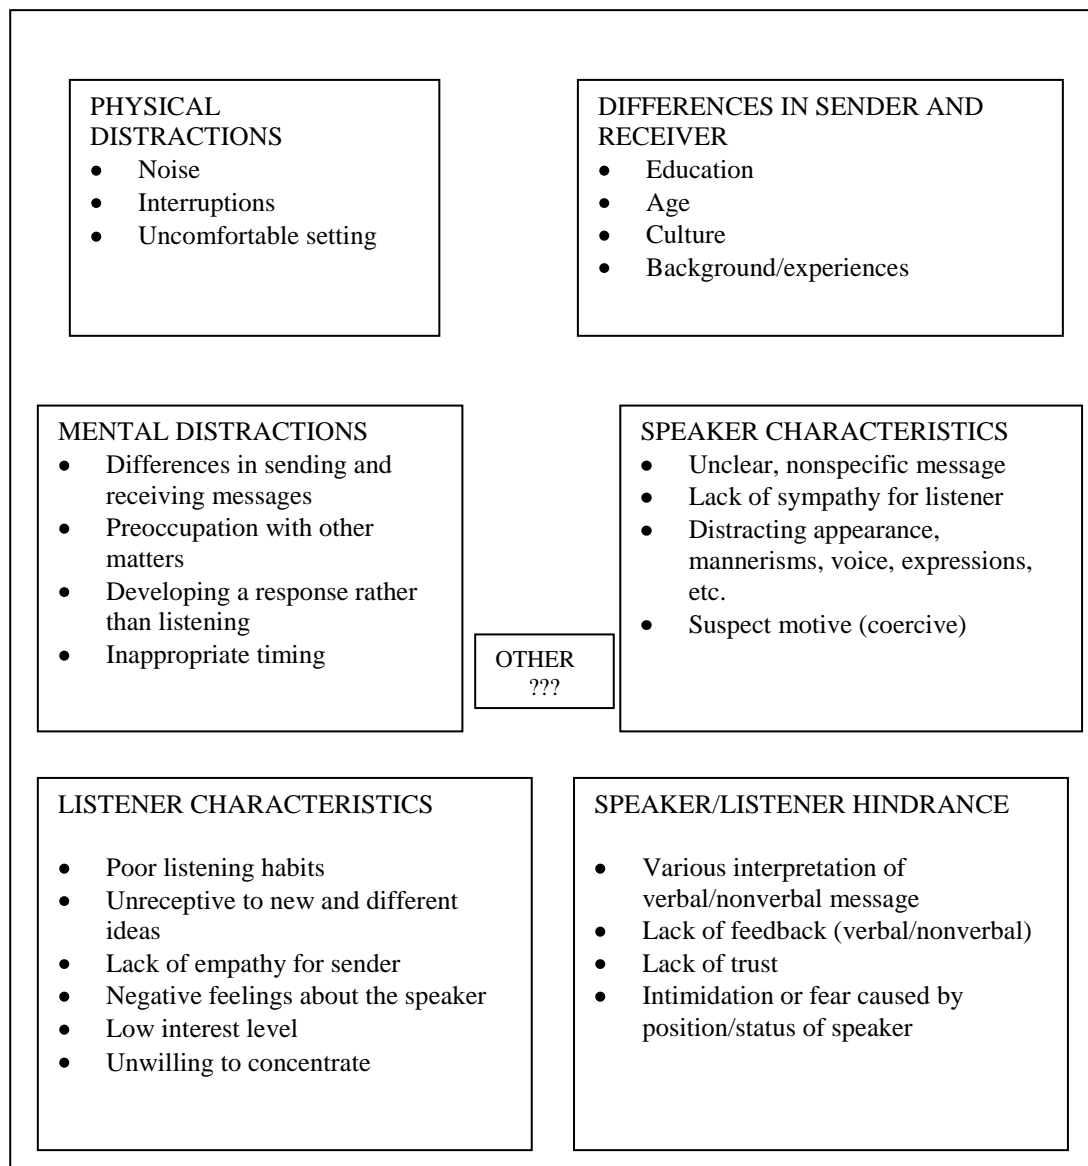 PHYSICAL
DISTRACTIONS
• Noise
• Interruptions
• Uncomfortable setting
DIFFERENCES IN SENDER AND
RECEIVER
• Education
• Age
• Culture
• Background/experiences
MENTAL DISTRACTIONS
• Differences in sending and
receiving messages
• Preoccupation with other
matters
• Developing a response rather
than listening
• Inappropriate timing
OTHER
???
SPEAKER CHARACTERISTICS
• Unclear, nonspecific message
• Lack of sympathy for listener
• Distracting appearance,
mannerisms, voice, expressions,
etc.
• Suspect motive (coercive)
LISTENER CHARACTERISTICS
• Poor listening habits
• Unreceptive to new and different
ideas
• Lack of empathy for sender
• Negative feelings about the speaker
• Low interest level
• Unwilling to concentrate
SPEAKER/LISTENER HINDRANCE
• Various interpretation of
verbal/nonverbal message
• Lack of feedback (verbal/nonverbal)
• Lack of trust
• Intimidation or fear caused by
position/status of speaker